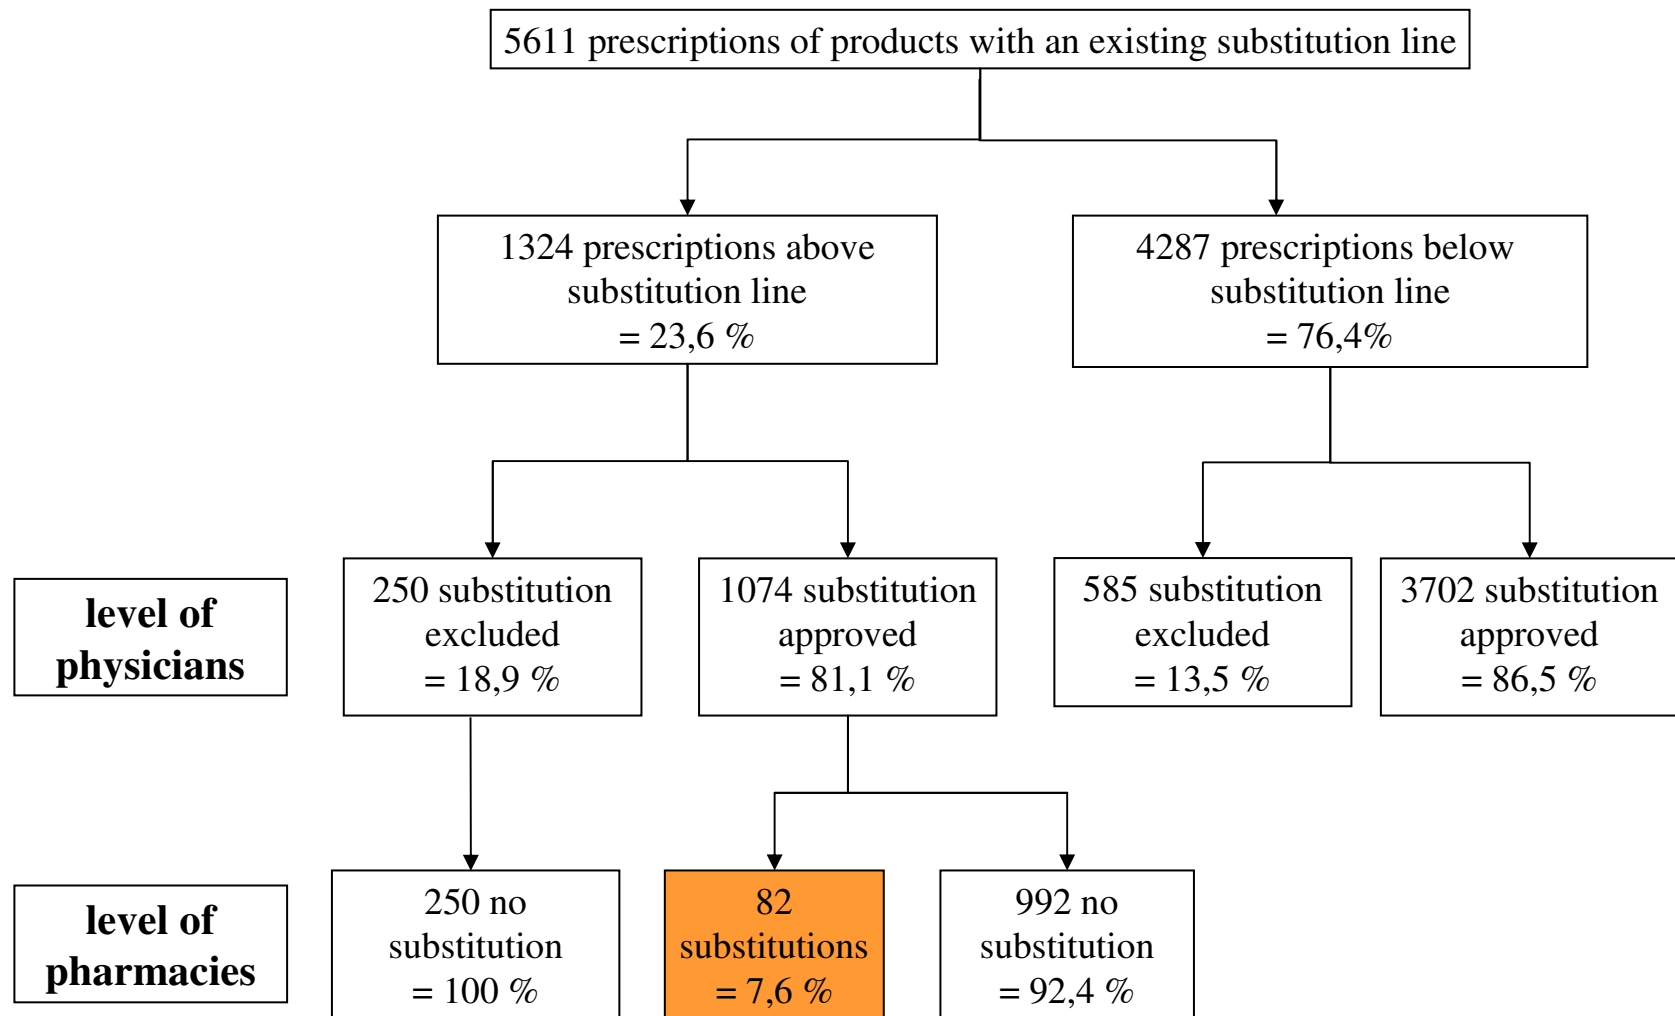 5611 prescriptions of products with an existing substitution line
1324 prescriptions above
substitution line
= 23,6 %
4287 prescriptions below
substitution line
= 76,4%
level of
physicians
250 substitution
excluded
= 18,9 %
1074 substitution
approved
= 81,1 %
585 substitution
excluded
= 13,5 %
3702 substitution
approved
= 86,5 %
level of
pharmacies
250 no
substitution
= 100 %
82
substitutions
= 7,6 %
992 no
substitution
= 92,4 %